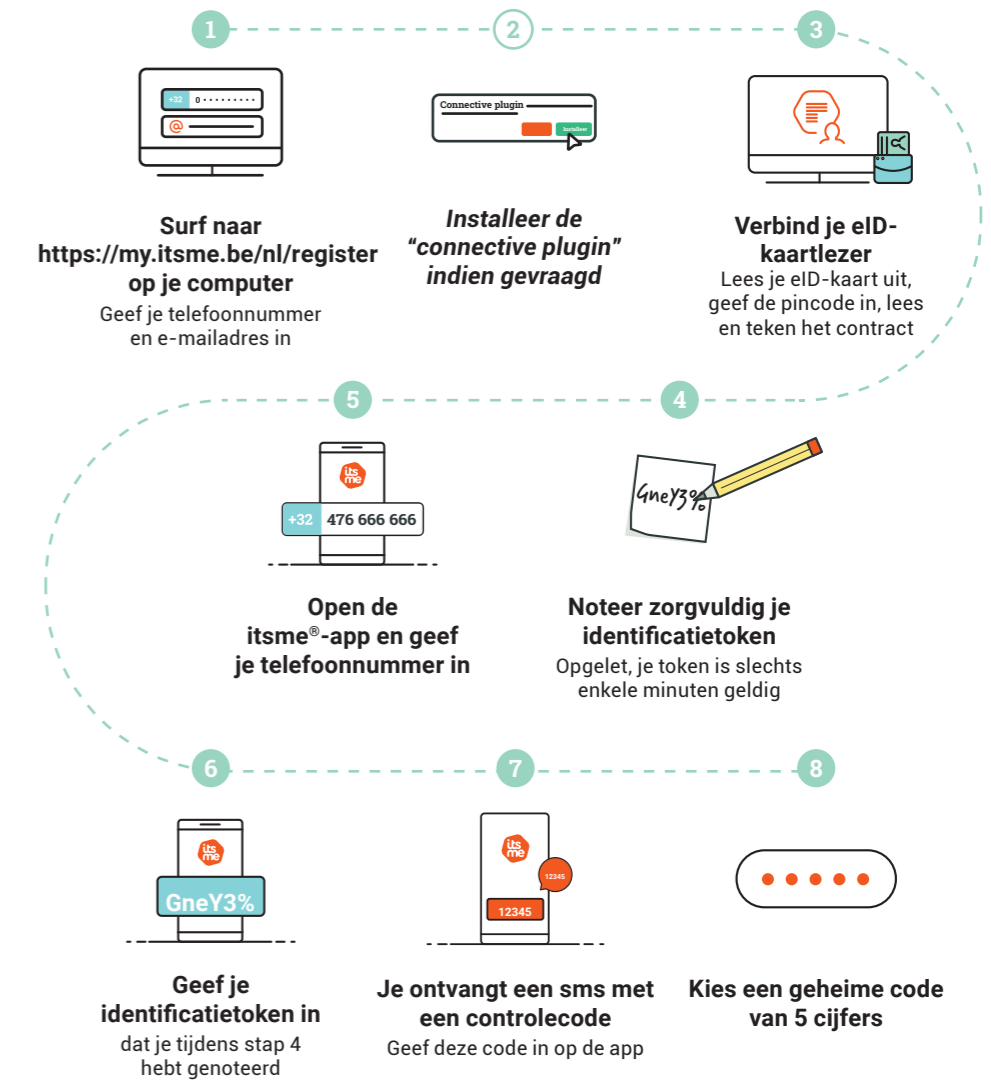 1
2
3
+32 0 ·········
@
Connective plugin
Installeer
Surf naar
https://my.itsme.be/nl/register
op je computer
Geef je telefoonnummer
en e-mailadres in
Installeer de
“connective plugin”
indien gevraagd
Verbind je eID-
kaartlezer
Lees je eID-kaart uit,
geef de pincode in, lees
en teken het contract
5
4
its
me
+32 476 666 666
GneY3%
Open de
itsme®-app en geef
je telefoonnummer in
Noteer zorgvuldig je
identificatietoken
Opgelet, je token is slechts
enkele minuten geldig
6
7
8
its
me
GneY3%
its
me
12345
12345
Geef je
identificatietoken in
dat je tijdens stap 4
hebt genoteerd
Je ontvangt een sms met
een controlecode
Geef deze code in op de app
Kies een geheime code
van 5 cijfers